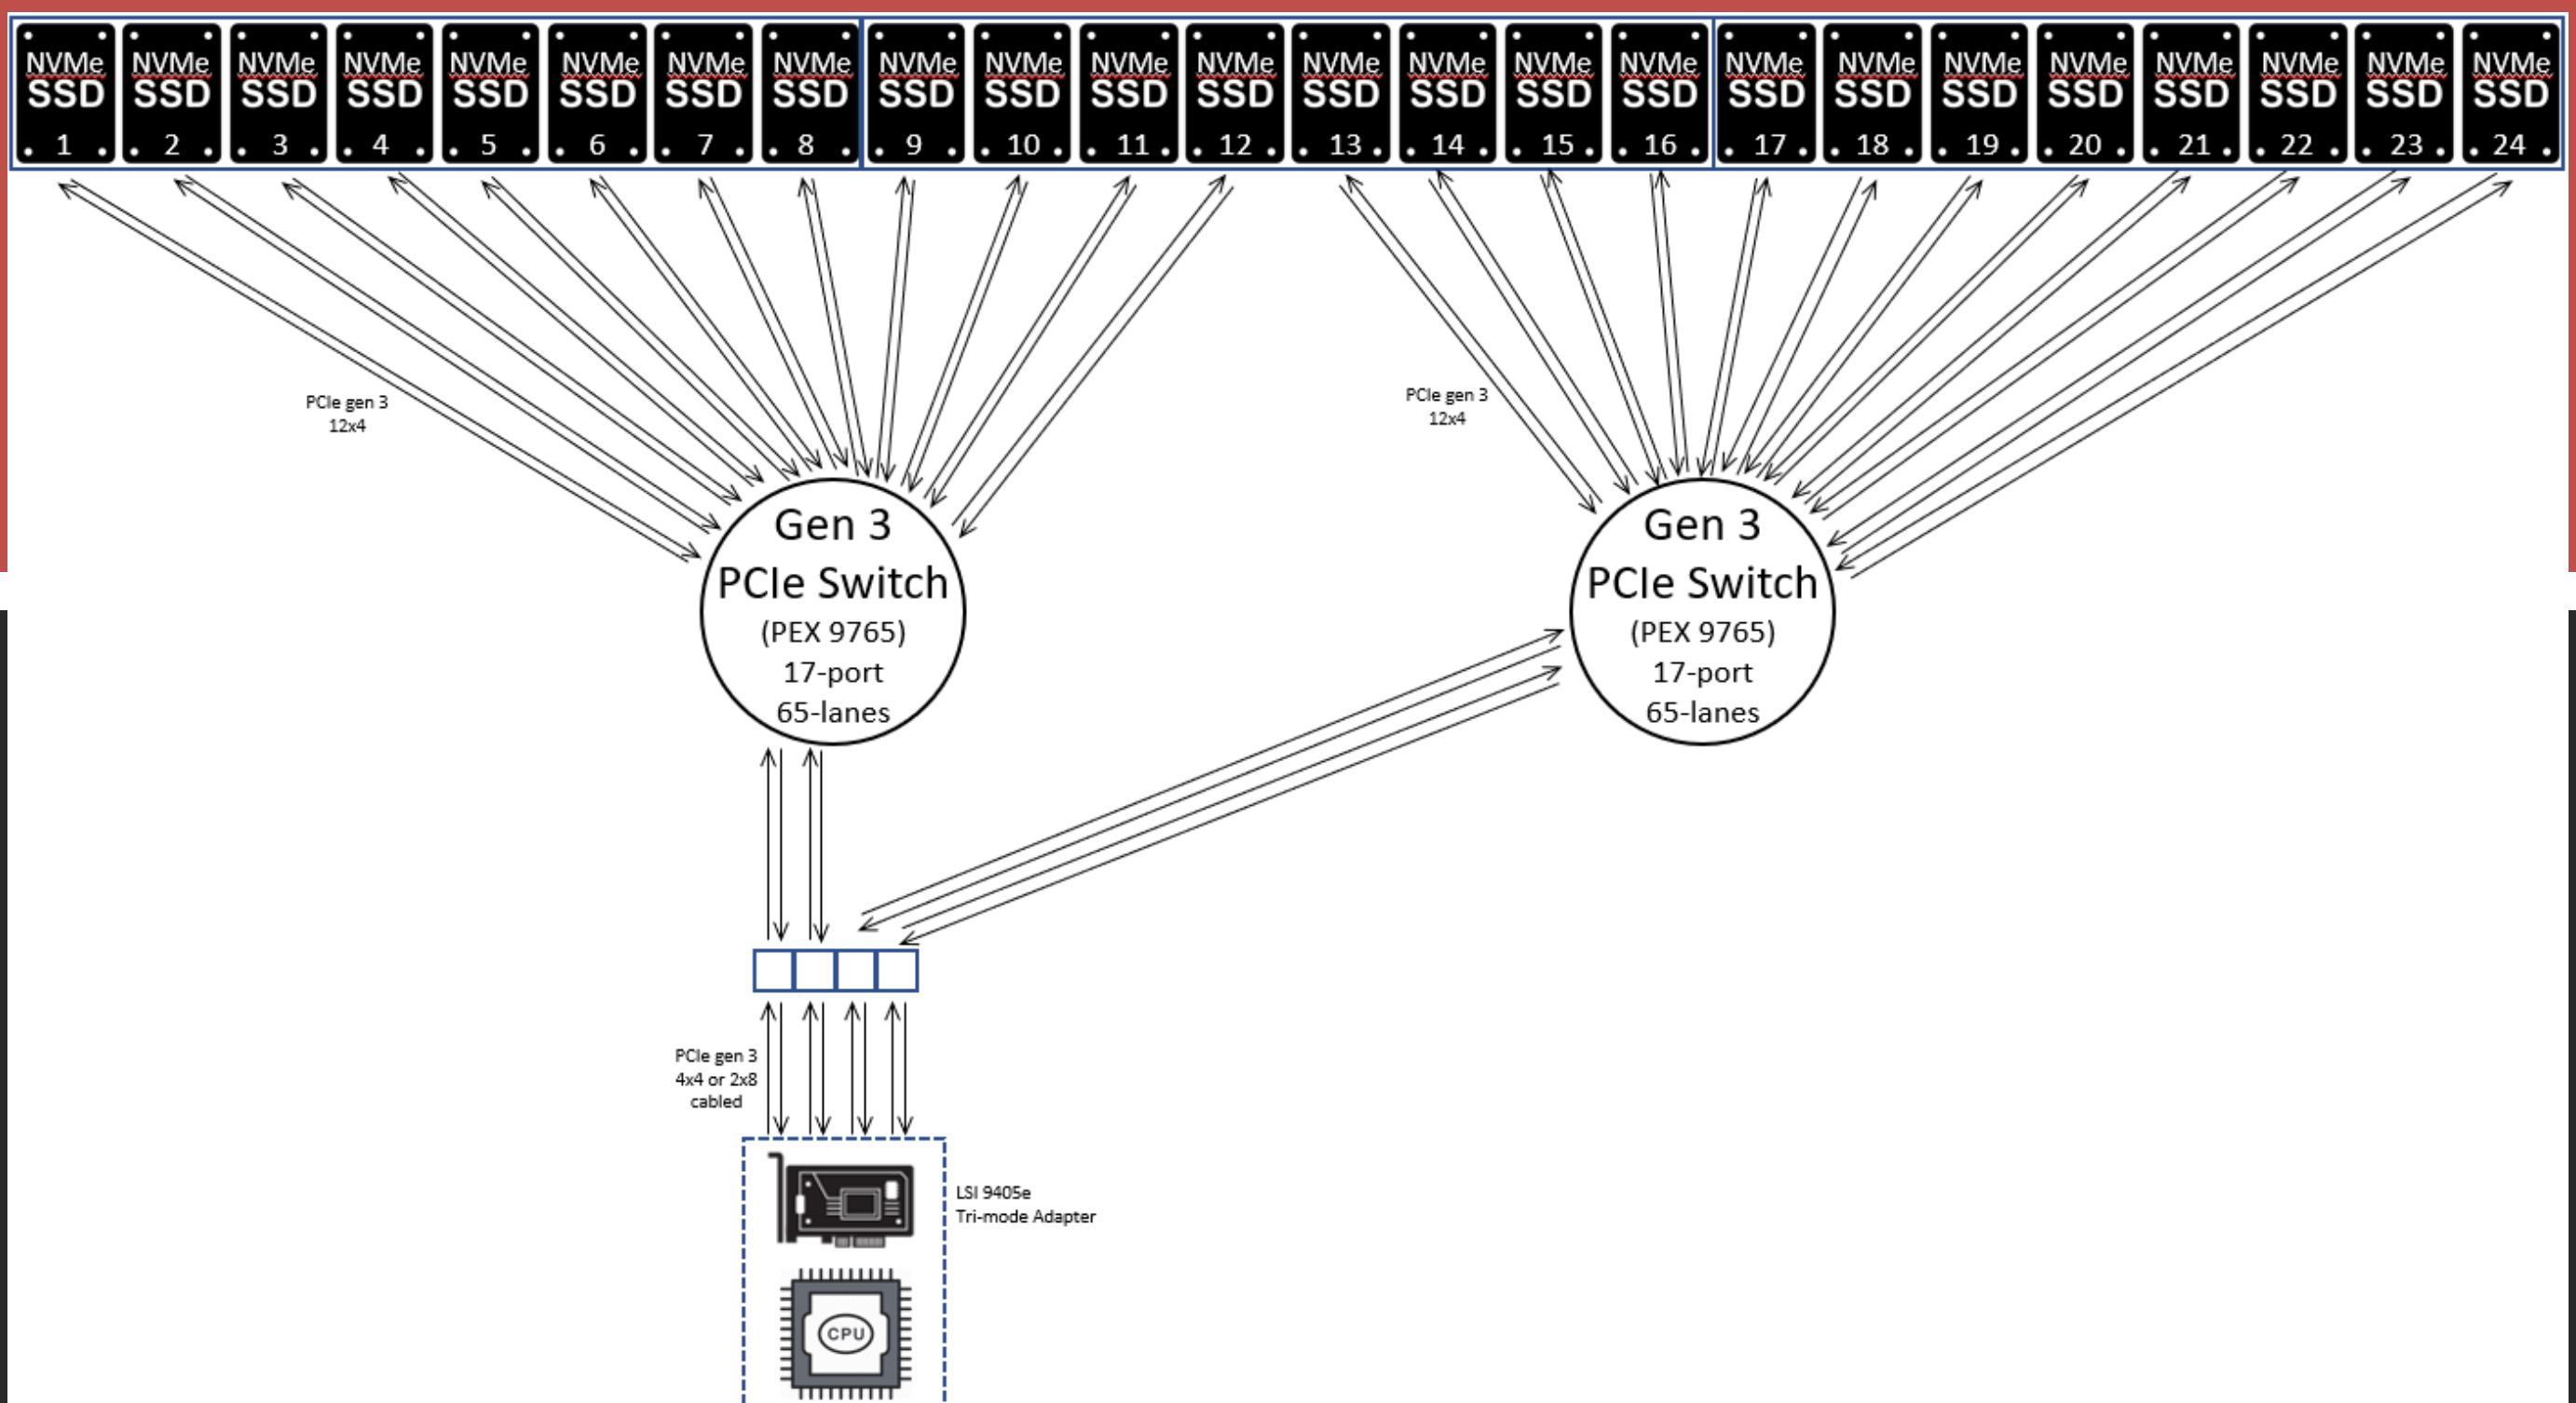 NVMe NVMe NVMe NVMe NVMe NVMe NVMe NVMe NVMe NVMe NVMe NVMe NVMe NVMe NVMe NVMe NVMe NVMe NVMe NVMe NVMe NVMe NVMe NVMe
SSD SSD SSD SSD SSD SSD SSD SSD SSD SSD SSD SSD SSD SSD SSD SSD SSD SSD SSD SSD SSD SSD SSD SSD
1 2 3 4 5 6 7 8 9 10 11 12 13 14 15 16 17 18 19 20 21 22 23 24
PCIe gen 3
12x4
PCIe gen 3
12x4
Gen 3
PCIe Switch
(PEX 9765)
17-port
65-lanes
Gen 3
PCIe Switch
(PEX 9765)
17-port
65-lanes
PCIe gen 3
4x4 or 2x8
cabled
LSI 9405e
Tri-mode Adapter
CPU